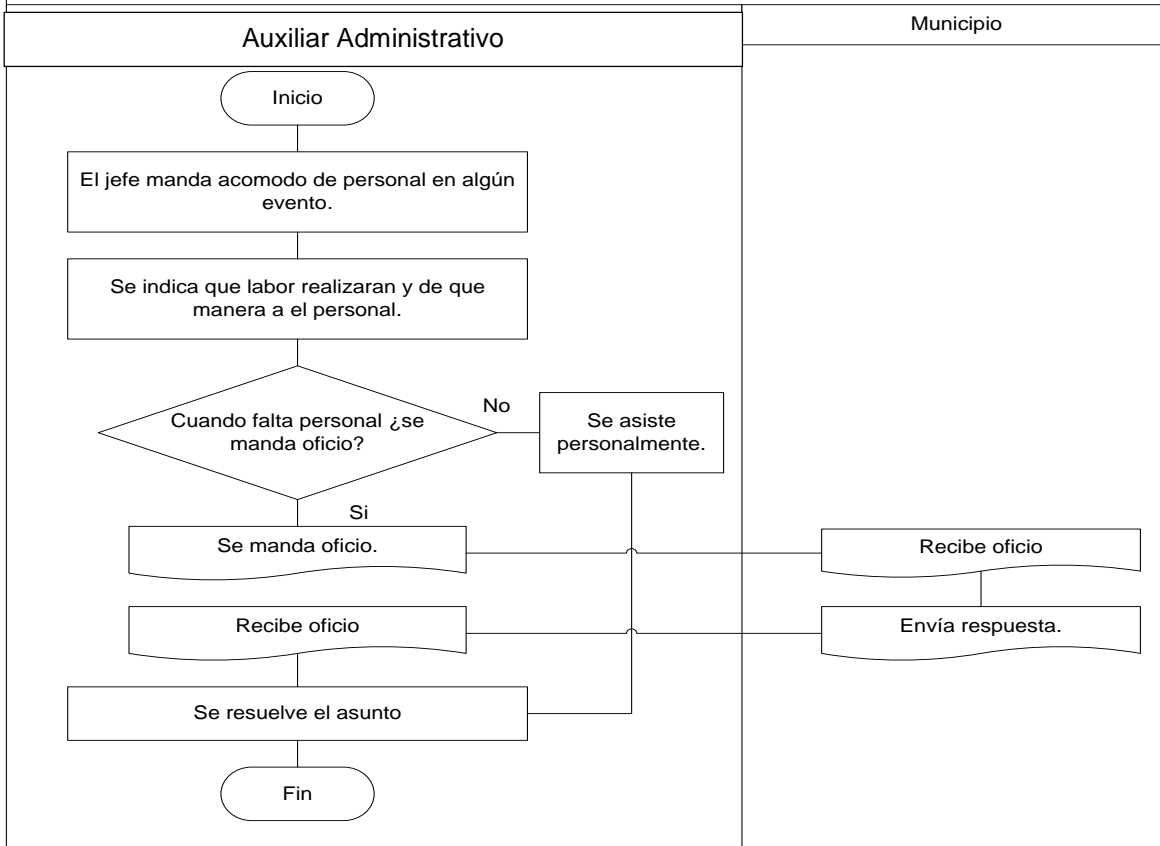 Auxiliar Administrativo
Municipio
Inicio
El jefe manda acomodo de personal en algún
evento.
Se indica que labor realizaran y de que
manera a el personal.
Cuando falta personal ¿se
manda oficio?
No
Se asiste
personalmente.
Si
Se manda oficio.
Recibe oficio
Recibe oficio
Envía respuesta.
Se resuelve el asunto
Fin